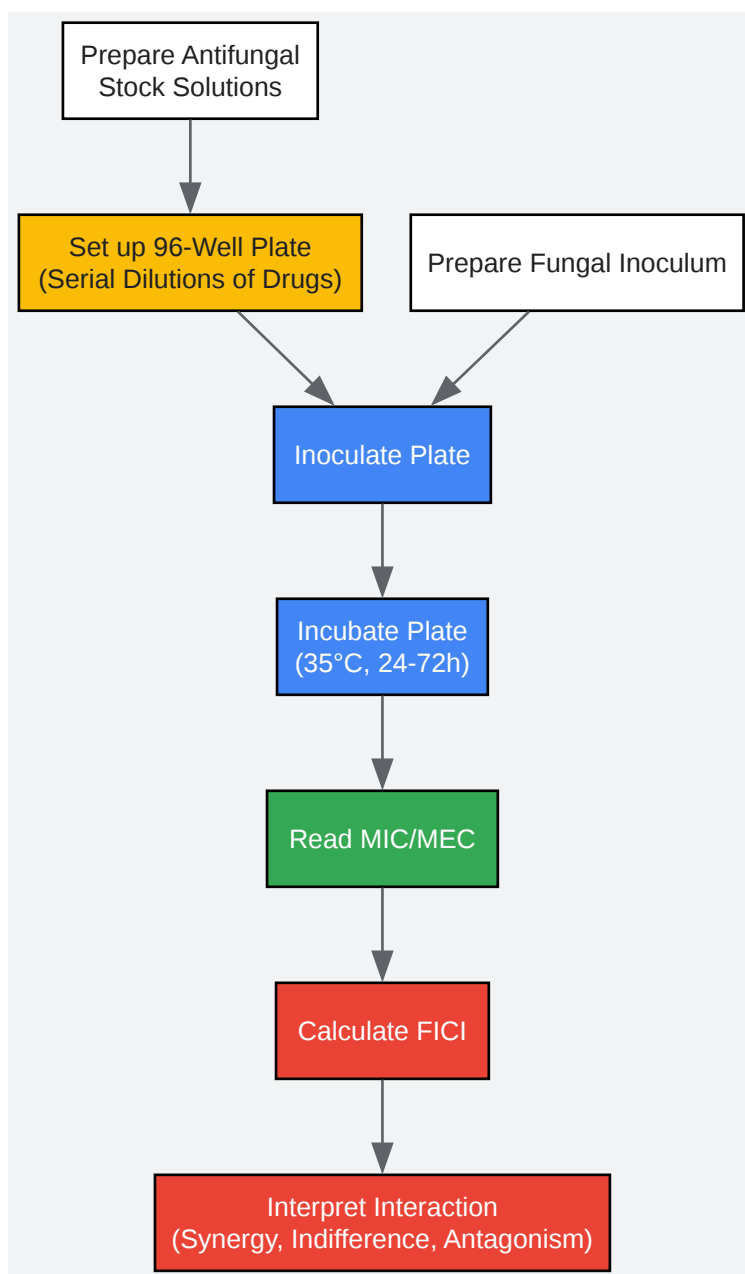 Prepare Antifungal
Stock Solutions
Set up 96-Well Plate
(Serial Dilutions of Drugs)
Prepare Fungal Inoculum
Inoculate Plate
Incubate Plate
(35°C, 24-72h)
Read MIC/MEC
Calculate FICI
Interpret Interaction
(Synergy, Indifference, Antagonism)